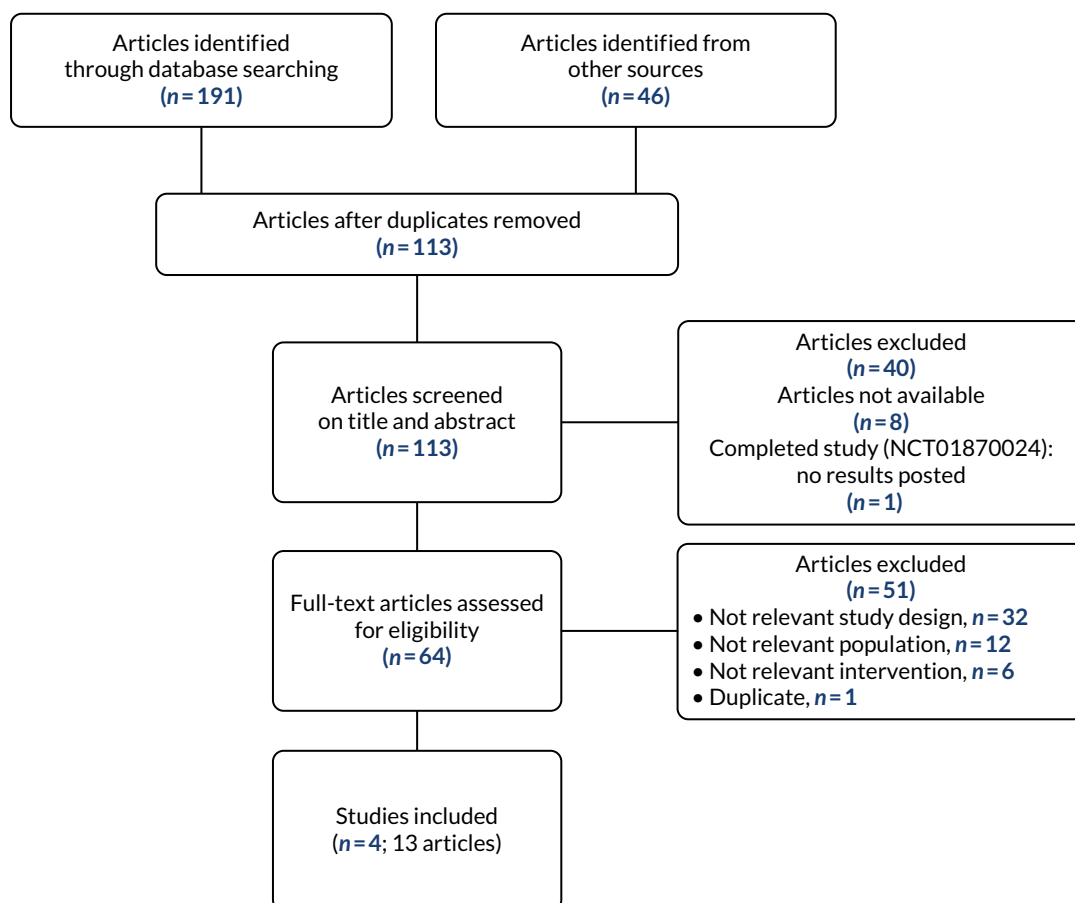 Articles identified
through database searching
(n=191)
Articles identified from
other sources
(n=46)
Articles after duplicates removed
(n=113)
Articles screened
on title and abstract
(n=113)
Articles excluded
(n=40)
Articles not available
(n=8)
Completed study (NCT01870024):
no results posted
(n=1)
Full-text articles assessed
for eligibility
(n=64)
Articles excluded
(n=51)
• Not relevant study design, n=32
• Not relevant population, n=12
• Not relevant intervention, n=6
• Duplicate, n=1
Studies included
(n=4; 13 articles)